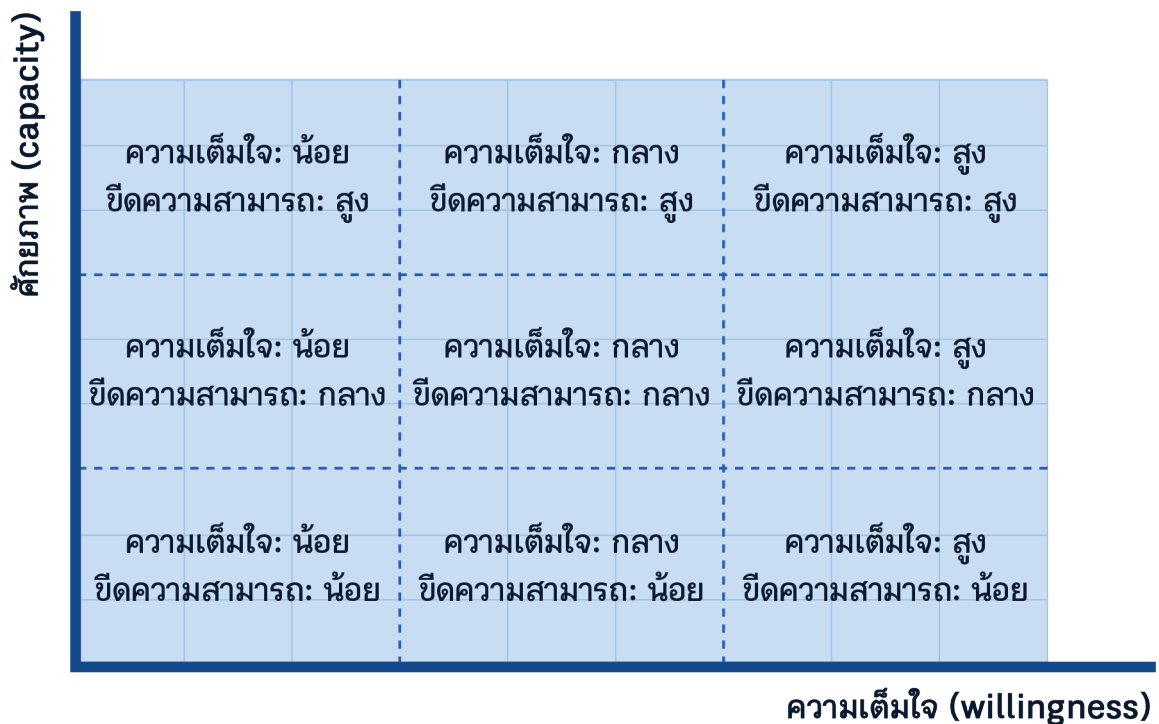 ศักยภาพ (capacity)
ความเต็มใจ: น้อย
ขีดความสามารถ: สูง
ความเต็มใจ: กลาง
ขีดความสามารถ: สูง
ความเต็มใจ: สูง
ขีดความสามารถ: สูง
ความเต็มใจ: น้อย
ขีดความสามารถ: กลาง
ความเต็มใจ: กลาง
ขีดความสามารถ: กลาง
ความเต็มใจ: สูง
ขีดความสามารถ: กลาง
ความเต็มใจ: น้อย
ขีดความสามารถ: น้อย
ความเต็มใจ: กลาง
ขีดความสามารถ: น้อย
ความเต็มใจ: สูง
ขีดความสามารถ: น้อย
ความเต็มใจ (willingness)